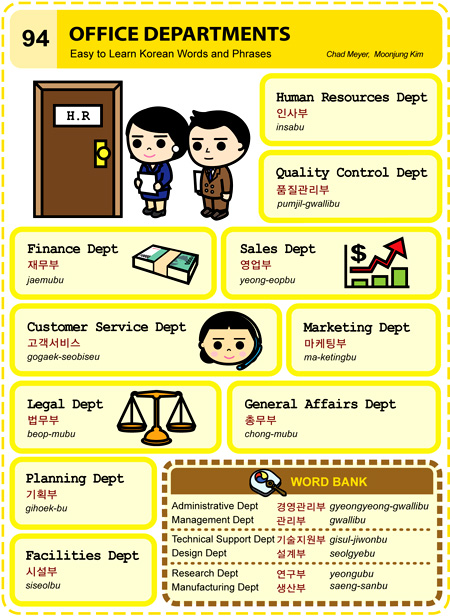 94
OFFICE DEPARTMENTS
Easy to Learn Korean Words and Phrases
Chad Meyer, Moonjung Kim
H.R
Human Resources Dept
인사부
insabu
Quality Control Dept
품질관리부
pumjil-gwallibu
Finance Dept
재무부
jaemubu
Sales Dept
영업부
yeong-eopbu
$
Customer Service Dept
고객서비스
gogaek-seobiseu
Marketing Dept
마케팅부
ma-ketingbu
Legal Dept
법무부
beop-mubu
General Affairs Dept
총무부
chong-mubu
Planning Dept
기획부
gihoek-bu
Facilities Dept
시설부
siseolbu
WORD BANK
Administrative Dept 경영관리부 gyeongyeong-gwallibu
Management Dept 관리부 gwallibu
Technical Support Dept 기술지원부 gisul-jiwonbu
Design Dept 설계부 seolgyebu
Research Dept 연구부 yeongubu
Manufacturing Dept 생산부 saeng-sanbu